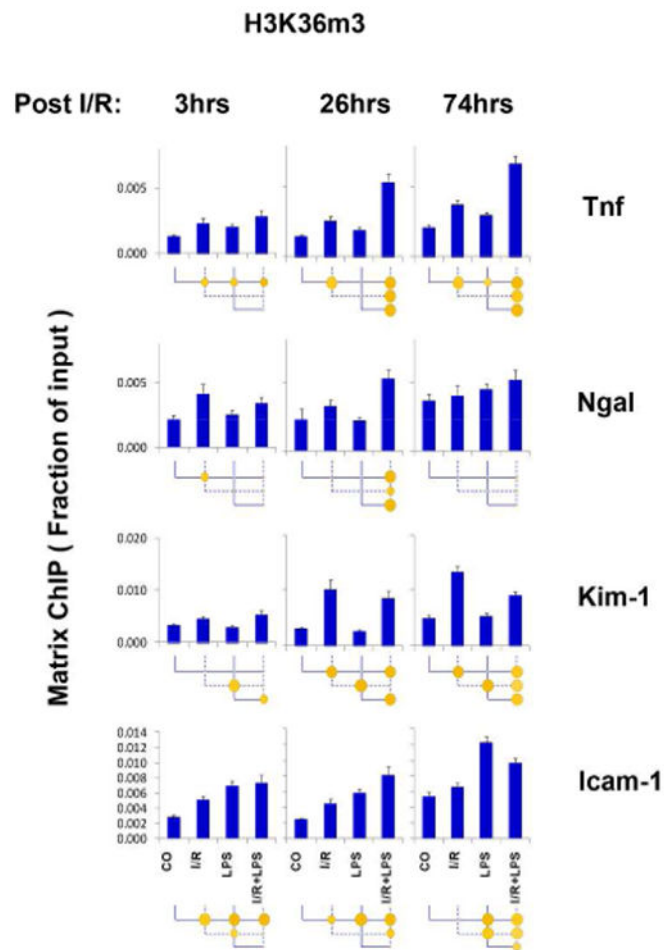 H3K36m3
Post I/R: 3hrs 26hrs 74hrs
Matrix ChIP ( Fraction of input )
0.005
0.000
Tnf
0.005
0.000
Ngal
0.020
0.010
0.000
Kim-1
0.014
0.012
0.010
0.008
0.006
0.004
0.002
0.000
Icam-1
CO I/R LPS I/R+LPS CO I/R LPS I/R+LPS CO I/R LPS I/R+LPS